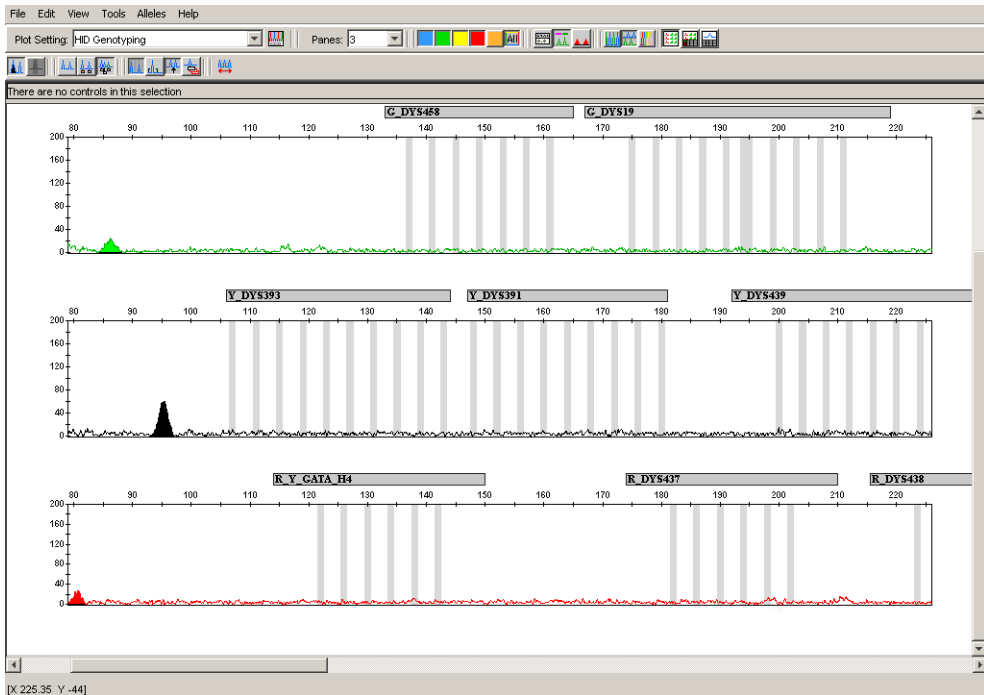 File Edit View Tools Alleles Help
Plot Setting: HID Genotyping Panes: 3 All
There are no controls in this selection
G_DYS458 G_DYS19
80 90 100 110 120 130 140 150 160 170 180 190 200 210 220
200
160
120
80
40
0
Y_DYS393 Y_DYS391 Y_DYS439
80 90 100 110 120 130 140 150 160 170 180 190 200 210 220
200
160
120
80
40
0
R_Y_GATA_H4 R_DYS437 R_DYS438
80 90 100 110 120 130 140 150 160 170 180 190 200 210 220
200
160
120
80
40
0
[X 225.35 Y -44]